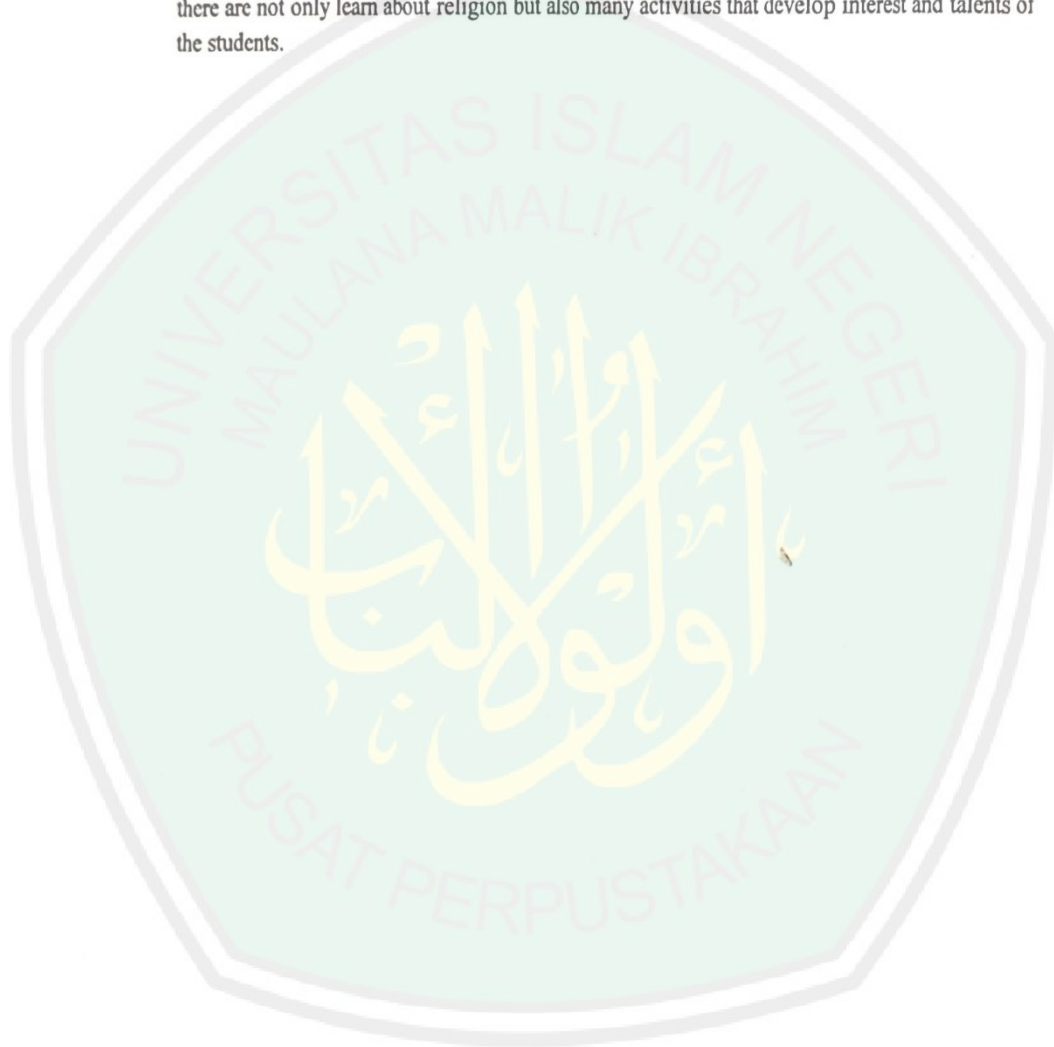 there are not only learn about religion but also many activities that develop interest and talents of
the students.
UNIVERSITAS ISLAM NEGERI
MAULANA MALIK IBRAHIM
أولوا الألباب
PUSAT PERPUSTAKAAN